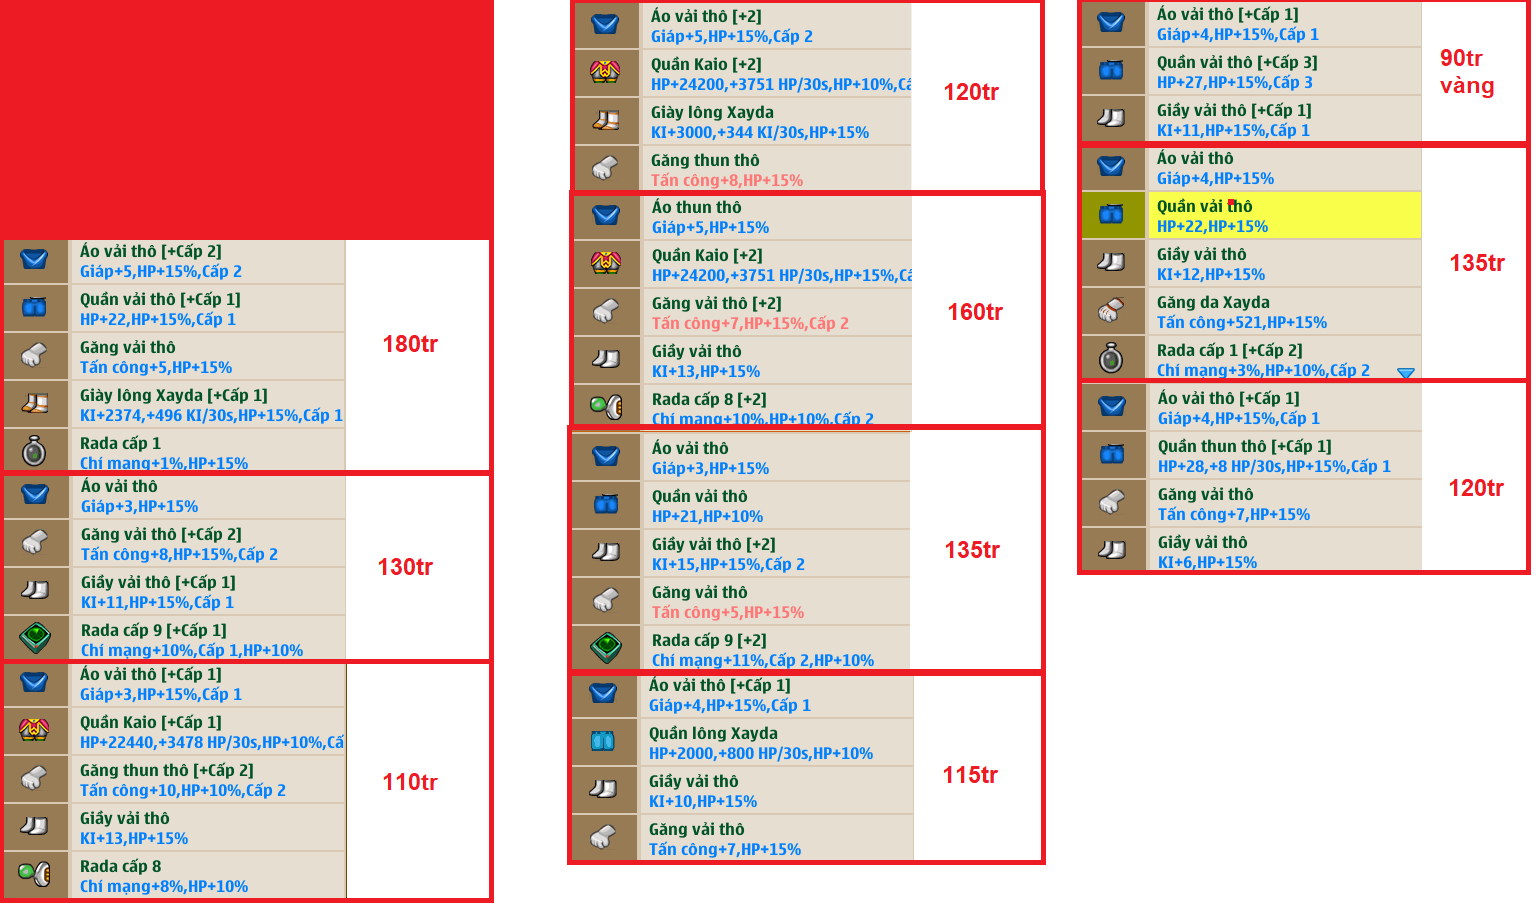 Áo vải thô [+Cấp 2]
Giáp+5,HP+15%,Cấp 2
Quần vải thô [+Cấp 1]
HP+22,HP+15%,Cấp 1
Găng vải thô
Tấn công+5,HP+15%
Giày lông Xayda [+Cấp 1]
KI+2374,+496 KI/30s,HP+15%,Cấp 1
Rada cấp 1
Chí mạng+1%,HP+15%
180tr
Áo vải thô
Giáp+3,HP+15%
Găng vải thô [+Cấp 2]
Tấn công+8,HP+15%,Cấp 2
Giầy vải thô [+Cấp 1]
KI+11,HP+15%,Cấp 1
Rada cấp 9 [+Cấp 1]
Chí mạng+10%,Cấp 1,HP+10%
130tr
Áo vải thô [+Cấp 1]
Giáp+3,HP+15%,Cấp 1
Quần Kaio [+Cấp 1]
HP+22440,+3478 HP/30s,HP+10%,Cấ
Găng thun thô [+Cấp 2]
Tấn công+10,HP+10%,Cấp 2
Giầy vải thô
KI+13,HP+15%
Rada cấp 8
Chí mạng+8%,HP+10%
110tr
Áo vải thô [+2]
Giáp+5,HP+15%,Cấp 2
Quần Kaio [+2]
HP+24200,+3751 HP/30s,HP+10%,Cấ
Giày lông Xayda
KI+3000,+344 KI/30s,HP+15%
Găng thun thô
Tấn công+8,HP+15%
120tr
Áo thun thô
Giáp+5,HP+15%
Quần Kaio [+2]
HP+24200,+3751 HP/30s,HP+15%,Cấ
Găng vải thô [+2]
Tấn công+7,HP+15%,Cấp 2
Giầy vải thô
KI+13,HP+15%
Rada cấp 8 [+2]
Chí mạng+10%,HP+10%,Cấp 2
160tr
Áo vải thô
Giáp+3,HP+15%
Quần vải thô
HP+21,HP+10%
Giầy vải thô [+2]
KI+15,HP+15%,Cấp 2
Găng vải thô
Tấn công+5,HP+15%
Rada cấp 9 [+2]
Chí mạng+11%,Cấp 2,HP+10%
135tr
Áo vải thô [+Cấp 1]
Giáp+4,HP+15%,Cấp 1
Quần lông Xayda
HP+2000,+800 HP/30s,HP+10%
Giầy vải thô
KI+10,HP+15%
Găng vải thô
Tấn công+7,HP+15%
115tr
Áo vải thô [+Cấp 1]
Giáp+4,HP+15%,Cấp 1
Quần vải thô [+Cấp 3]
HP+27,HP+15%,Cấp 3
Giầy vải thô [+Cấp 1]
KI+11,HP+15%,Cấp 1
90tr
vàng
Áo vải thô
Giáp+4,HP+15%
Quần vải thô
HP+22,HP+15%
Giầy vải thô
KI+12,HP+15%
Găng da Xayda
Tấn công+521,HP+15%
Rada cấp 1 [+Cấp 2]
Chí mạng+3%,HP+10%,Cấp 2
135tr
Áo vải thô [+Cấp 1]
Giáp+4,HP+15%,Cấp 1
Quần thun thô [+Cấp 1]
HP+28,+8 HP/30s,HP+15%,Cấp 1
Găng vải thô
Tấn công+7,HP+15%
Giầy vải thô
KI+6,HP+15%
120tr